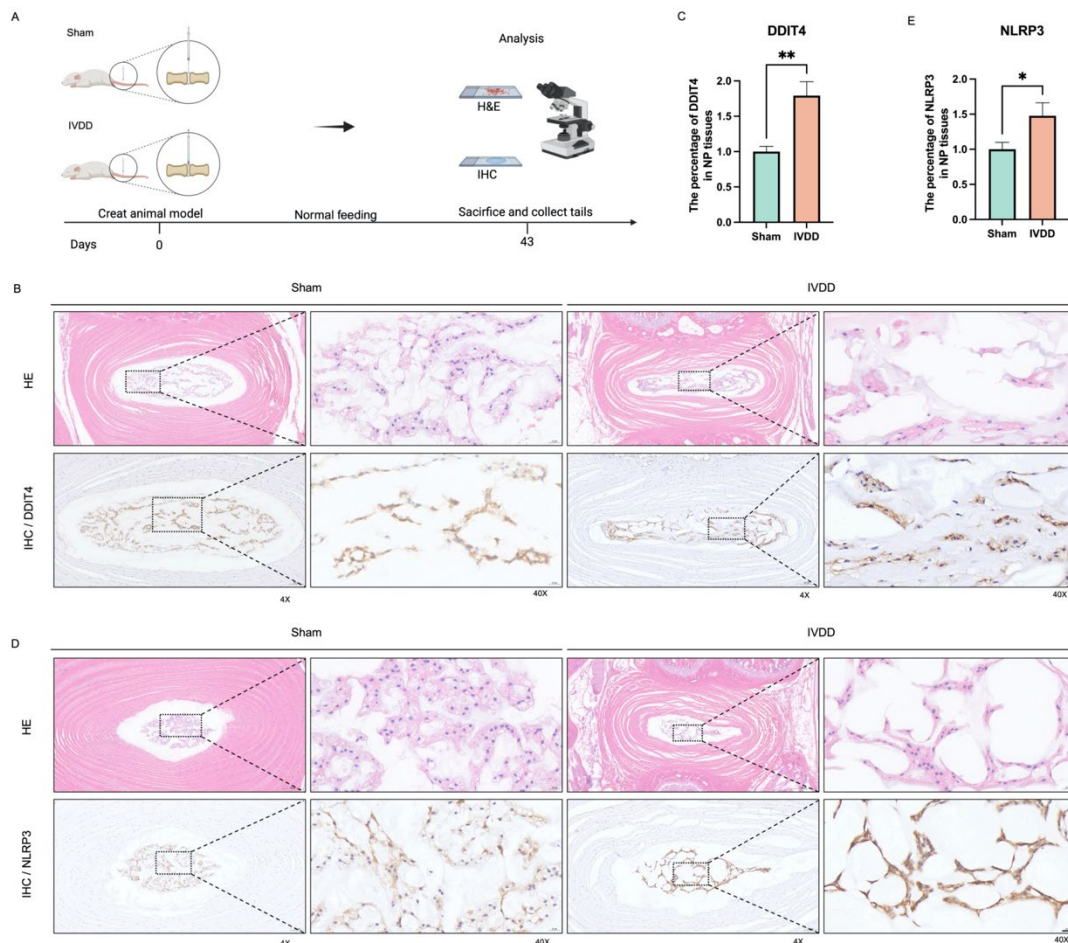 A
Sham
IVDD
Analysis
H&E
IHC
Creat animal model
Normal feeding
Sacirfice and collect tails
Days
0
43
C
DDIT4
**
The percentage of DDIT4
in NP tissues
2.0
1.5
1.0
0.5
0.0
Sham
IVDD
E
NLRP3
*
The percentage of NLRP3
in NP tissues
2.0
1.5
1.0
0.5
0.0
Sham
IVDD
B
Sham
IVDD
HE
IHC / DDIT4
4X
40X
4X
40X
D
Sham
IVDD
HE
IHC / NLRP3
4X
40X
4X
40X